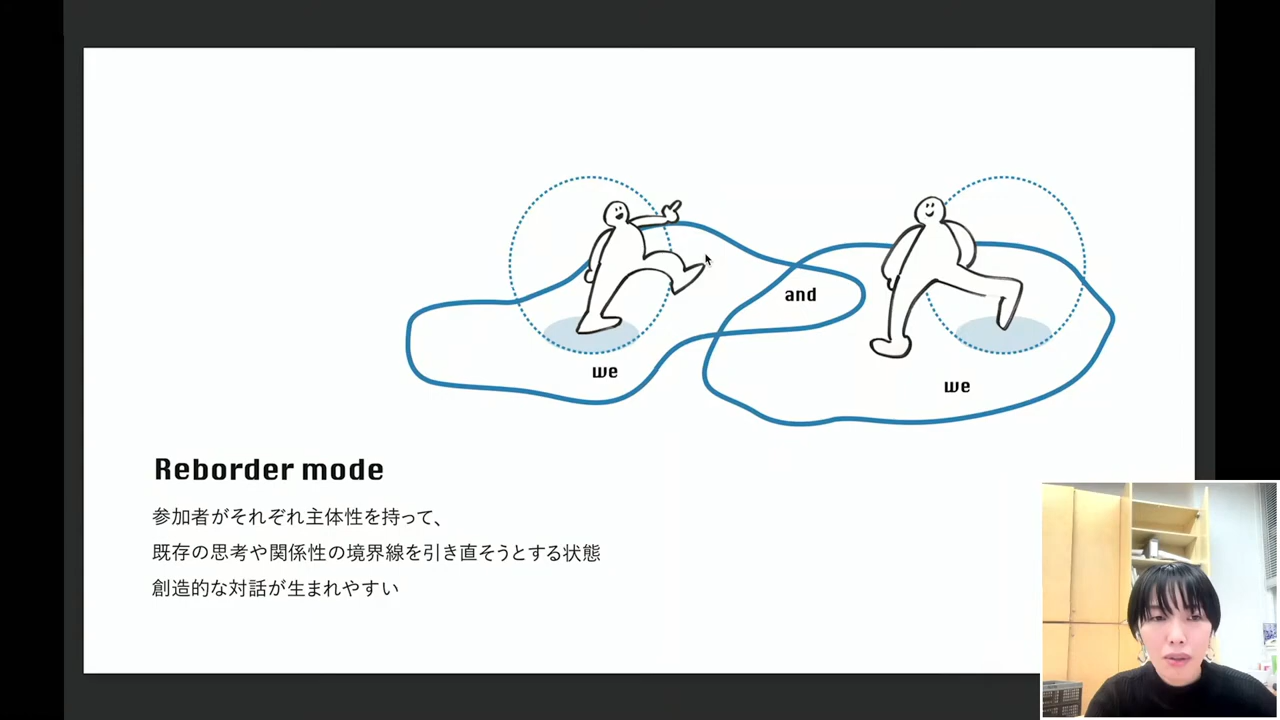 and
we
we
Reborder mode
参加者がそれぞれ主体性を持って、
既存の思考や関係性の境界線を引き直そうとする状態
創造的な対話が生まれやすい